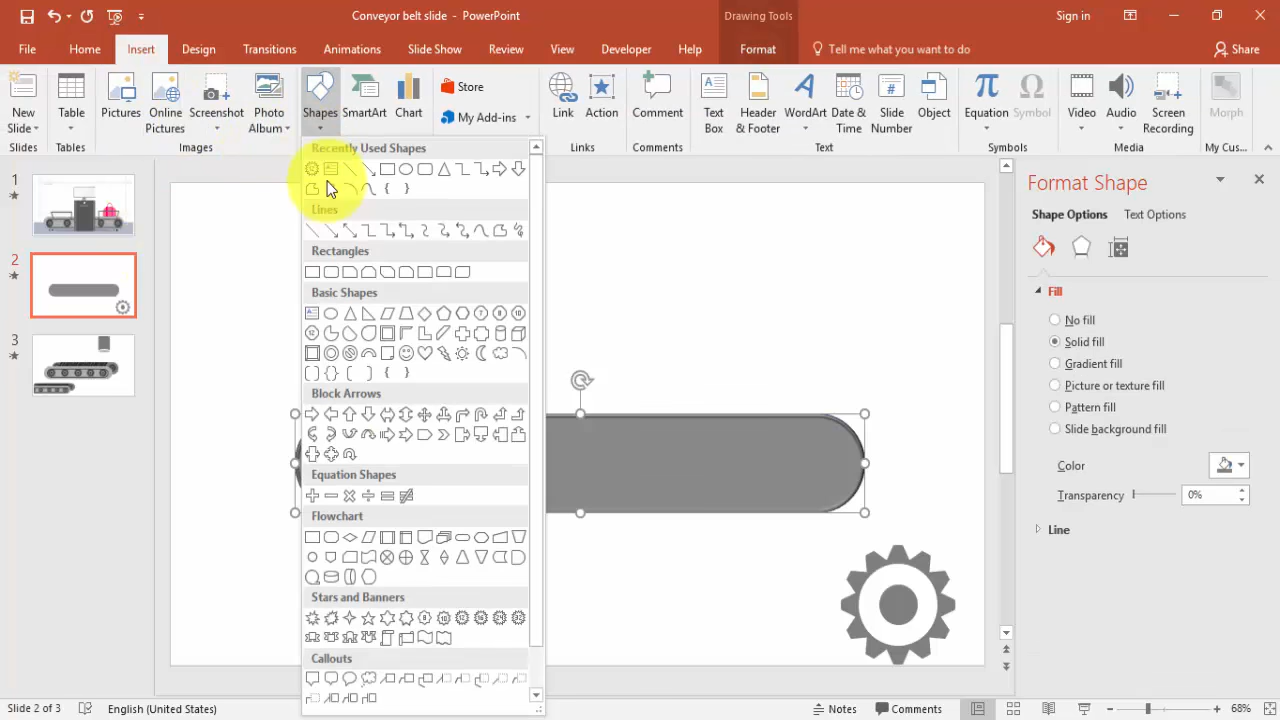 Conveyor belt slide - PowerPoint
Drawing Tools
Sign in
File
Home
Insert
Design
Transitions
Animations
Slide Show
Review
View
Developer
Help
Format
Tell me what you want to do
Share
New Slide
Table
Pictures
Online Pictures
Screenshot
Photo Album
Shapes
SmartArt
Chart
Store
My Add-ins
Link
Action
Comment
Text Box
Header & Footer
WordArt
Date & Time
Slide Number
Object
Equation
Symbol
Video
Audio
Screen Recording
Morph
Slides
Tables
Images
Links
Comments
Text
Symbols
Media
My Cus...
Recently Used Shapes
Lines
Rectangles
Basic Shapes
Block Arrows
Equation Shapes
Flowchart
Stars and Banners
Callouts
1
2
3
Format Shape
Shape Options
Text Options
Fill
No fill
Solid fill
Gradient fill
Picture or texture fill
Pattern fill
Slide background fill
Color
Transparency
0%
Line
Slide 2 of 3
English (United States)
Notes
Comments
68%